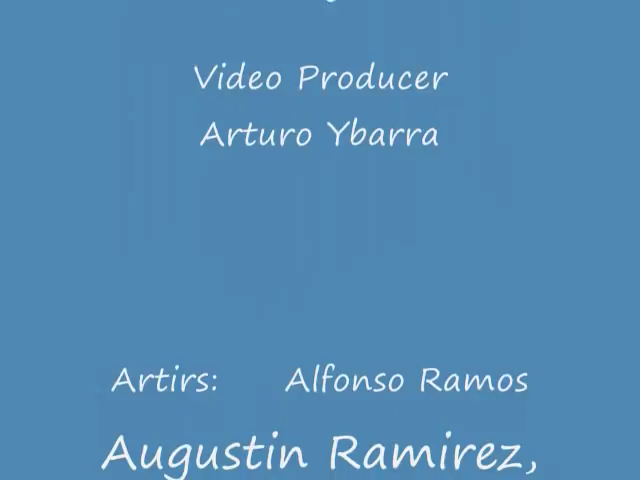 Video Producer
Arturo Ybarra
Artirs: Alfonso Ramos
Augustin Ramirez,